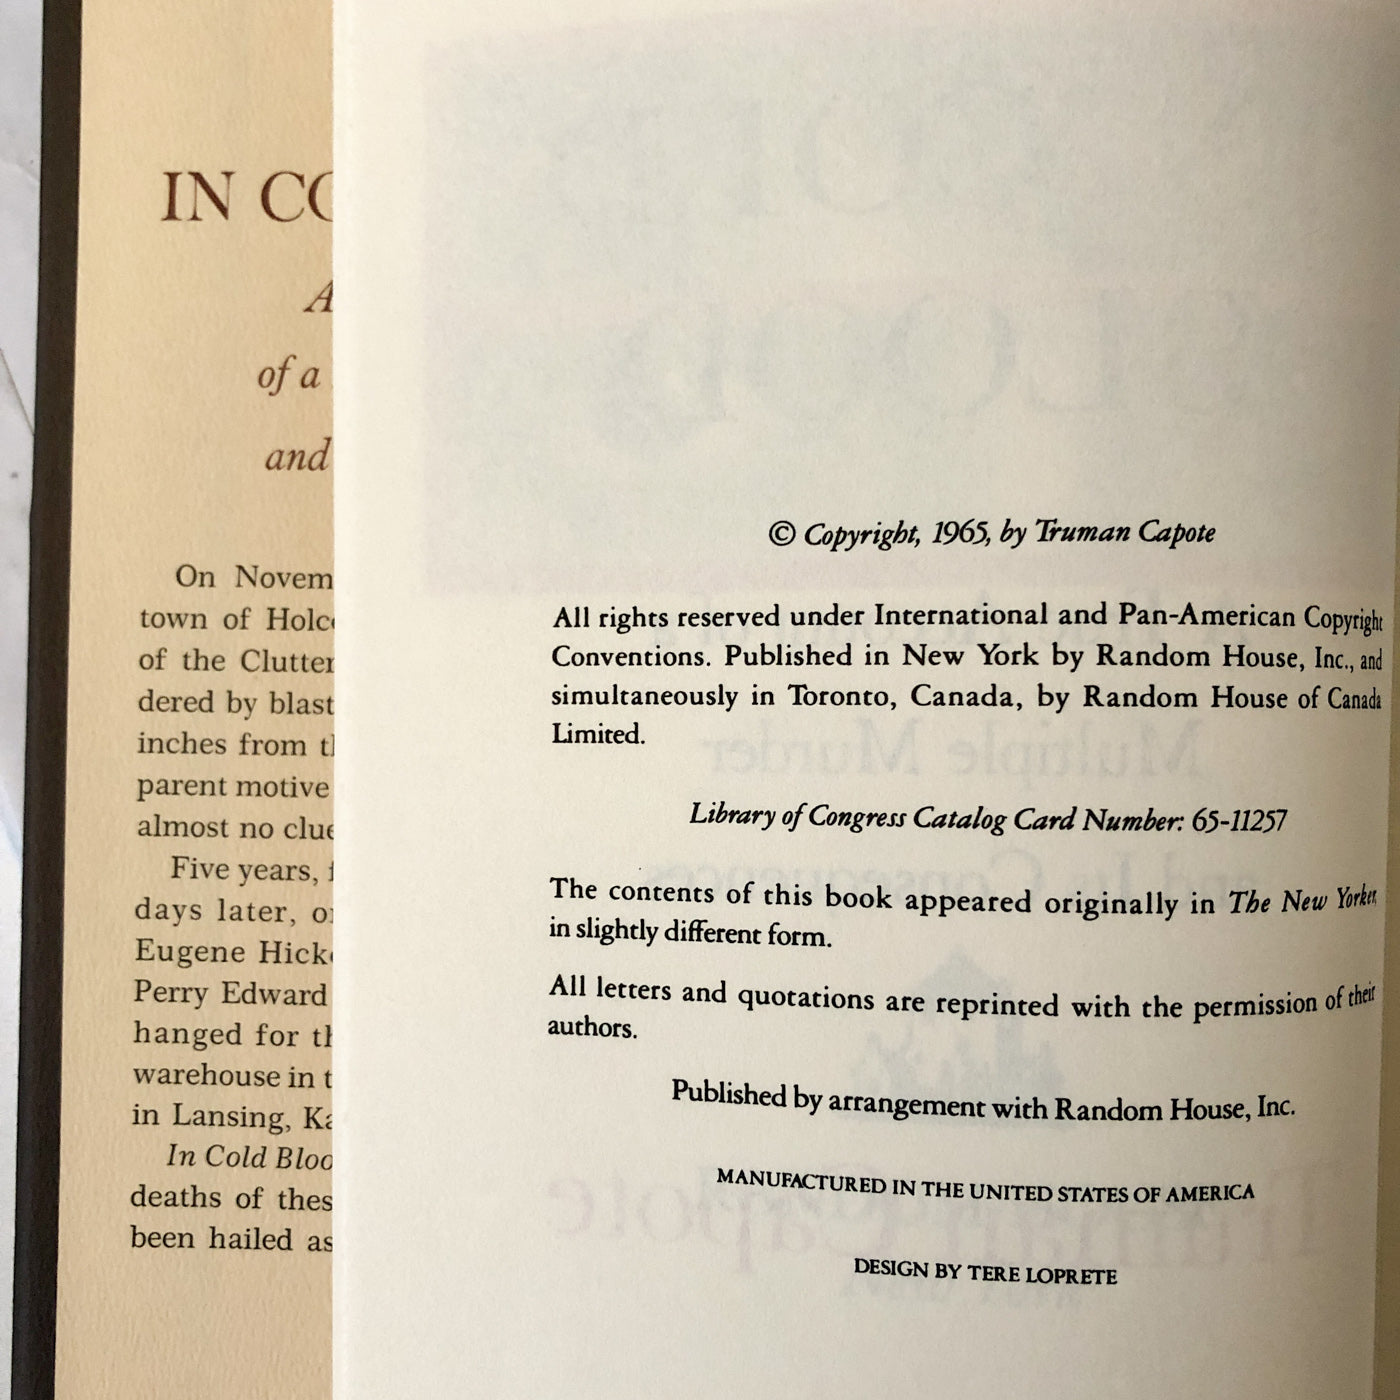 IN CO
A
of a
and
On Novem
town of Holc
of the Clutter
dered by blast
inches from t
parent motive
almost no clue
Five years,
days later, o
Eugene Hick
Perry Edward
hanged for th
warehouse in t
in Lansing, Ka
In Cold Bloo
deaths of thes
been hailed as
© Copyright, 1965, by Truman Capote
All rights reserved under International and Pan-American Copyright
Conventions. Published in New York by Random House, Inc., and
simultaneously in Toronto, Canada, by Random House of Canada
Limited.
Library of Congress Catalog Card Number: 65-11257
The contents of this book appeared originally in The New Yorker,
in slightly different form.
All letters and quotations are reprinted with the permission of their
authors.
Published by arrangement with Random House, Inc.
MANUFACTURED IN THE UNITED STATES OF AMERICA
DESIGN BY TERE LOPRETE